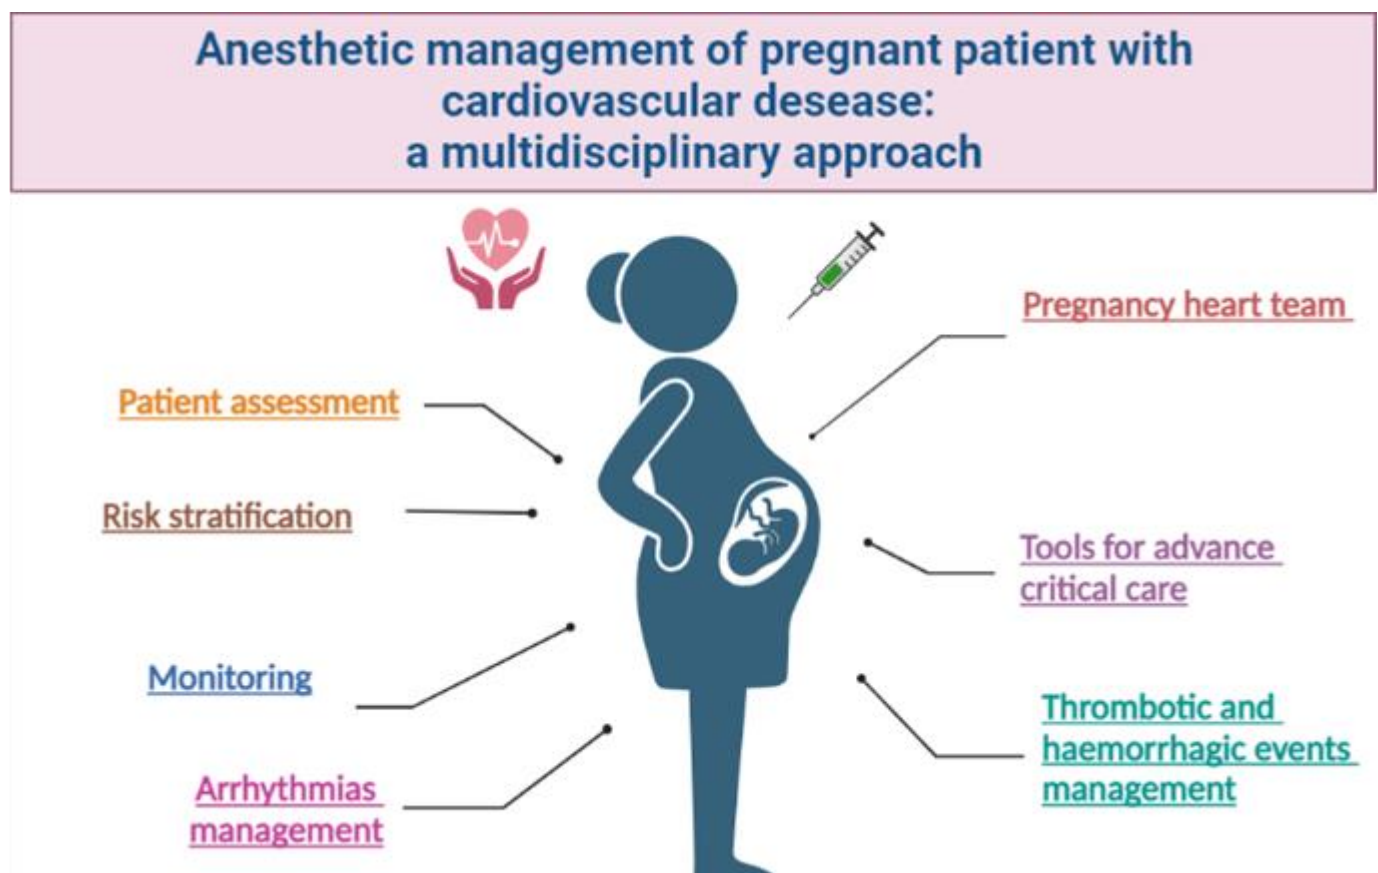 Anesthetic management of pregnant patient with
cardiovascular desease:
a multidisciplinary approach
Patient assessment
Risk stratification
Monitoring
Arrhythmias
management
Pregnancy heart team
Tools for advance
critical care
Thrombotic and
haemorrhagic events
management